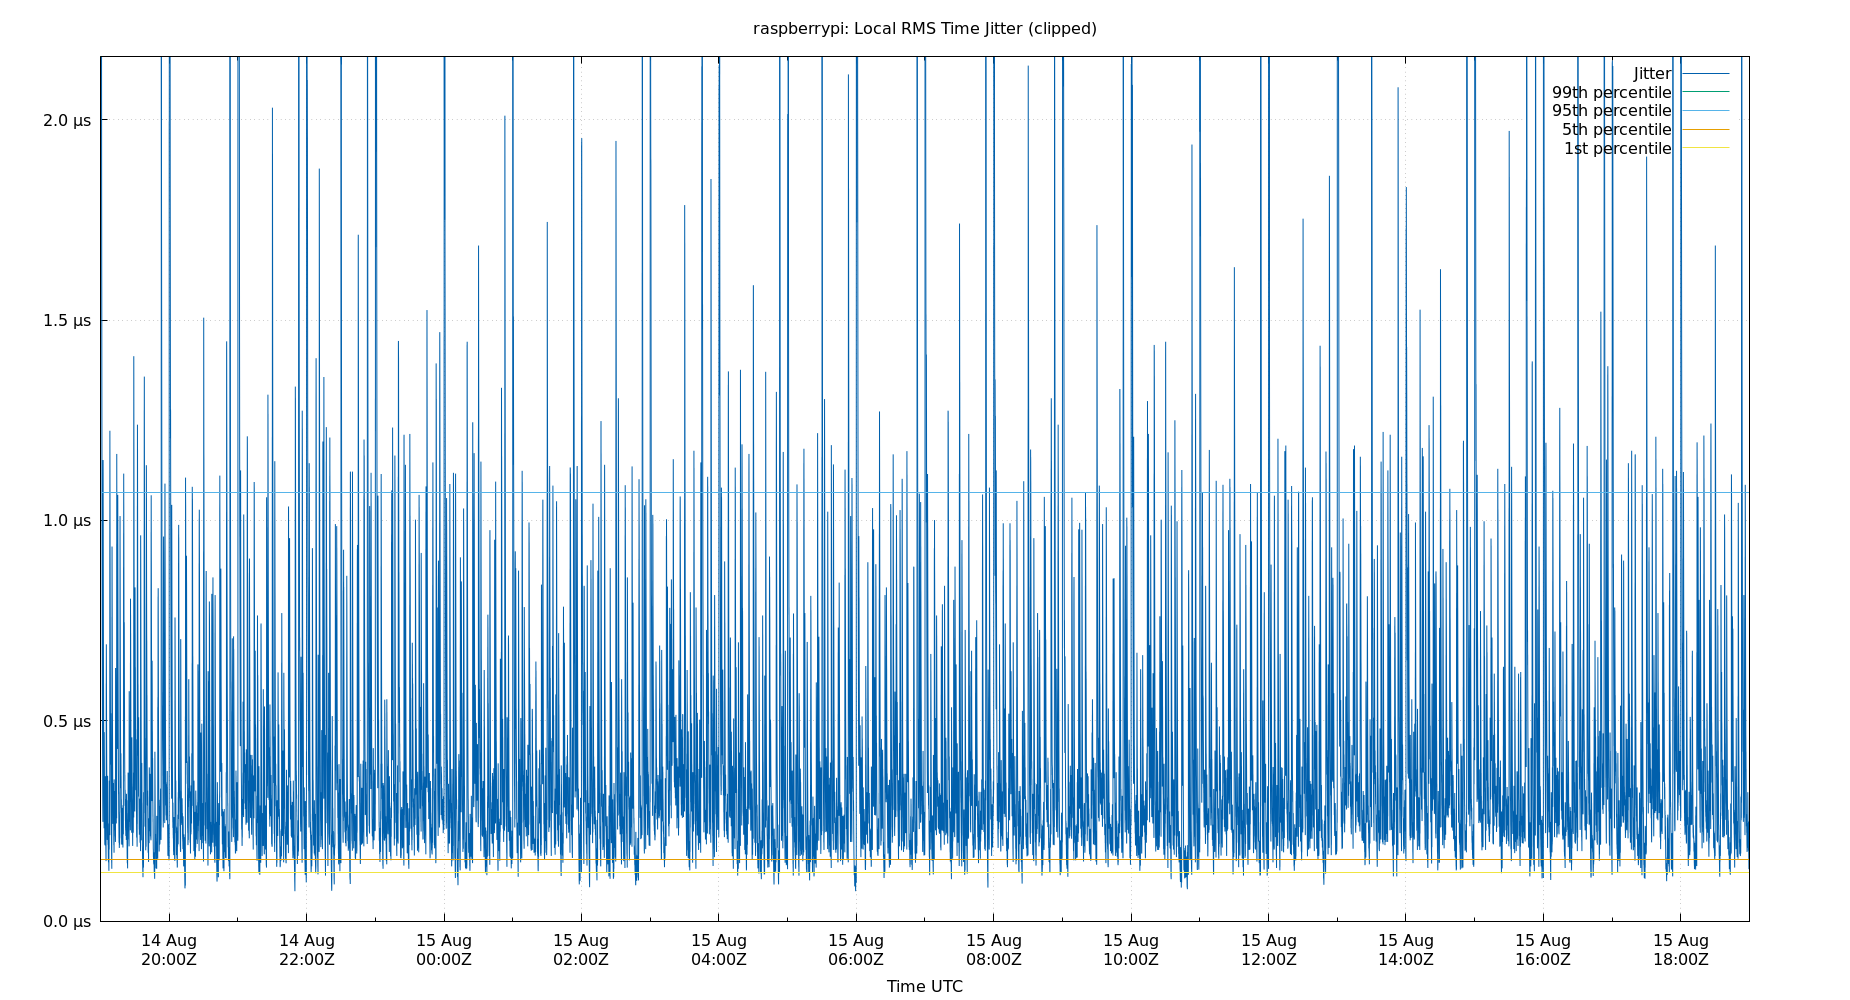 raspberrypi: Local RMS Time Jitter (clipped)
Jitter
99th percentile
95th percentile
5th percentile
1st percentile
2.0 µs
1.5 µs
1.0 µs
0.5 µs
0.0 µs
14 Aug 14 Aug 15 Aug 15 Aug 15 Aug 15 Aug 15 Aug 15 Aug 15 Aug 15 Aug 15 Aug 15 Aug
20:00Z 22:00Z 00:00Z 02:00Z 04:00Z 06:00Z 08:00Z 10:00Z 12:00Z 14:00Z 16:00Z 18:00Z
Time UTC